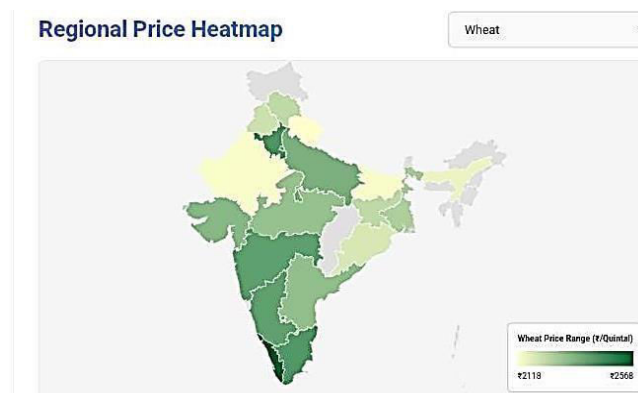 Regional Price Heatmap
Wheat
Wheat Price Range (₹/Quintal)
₹2118 ₹2568